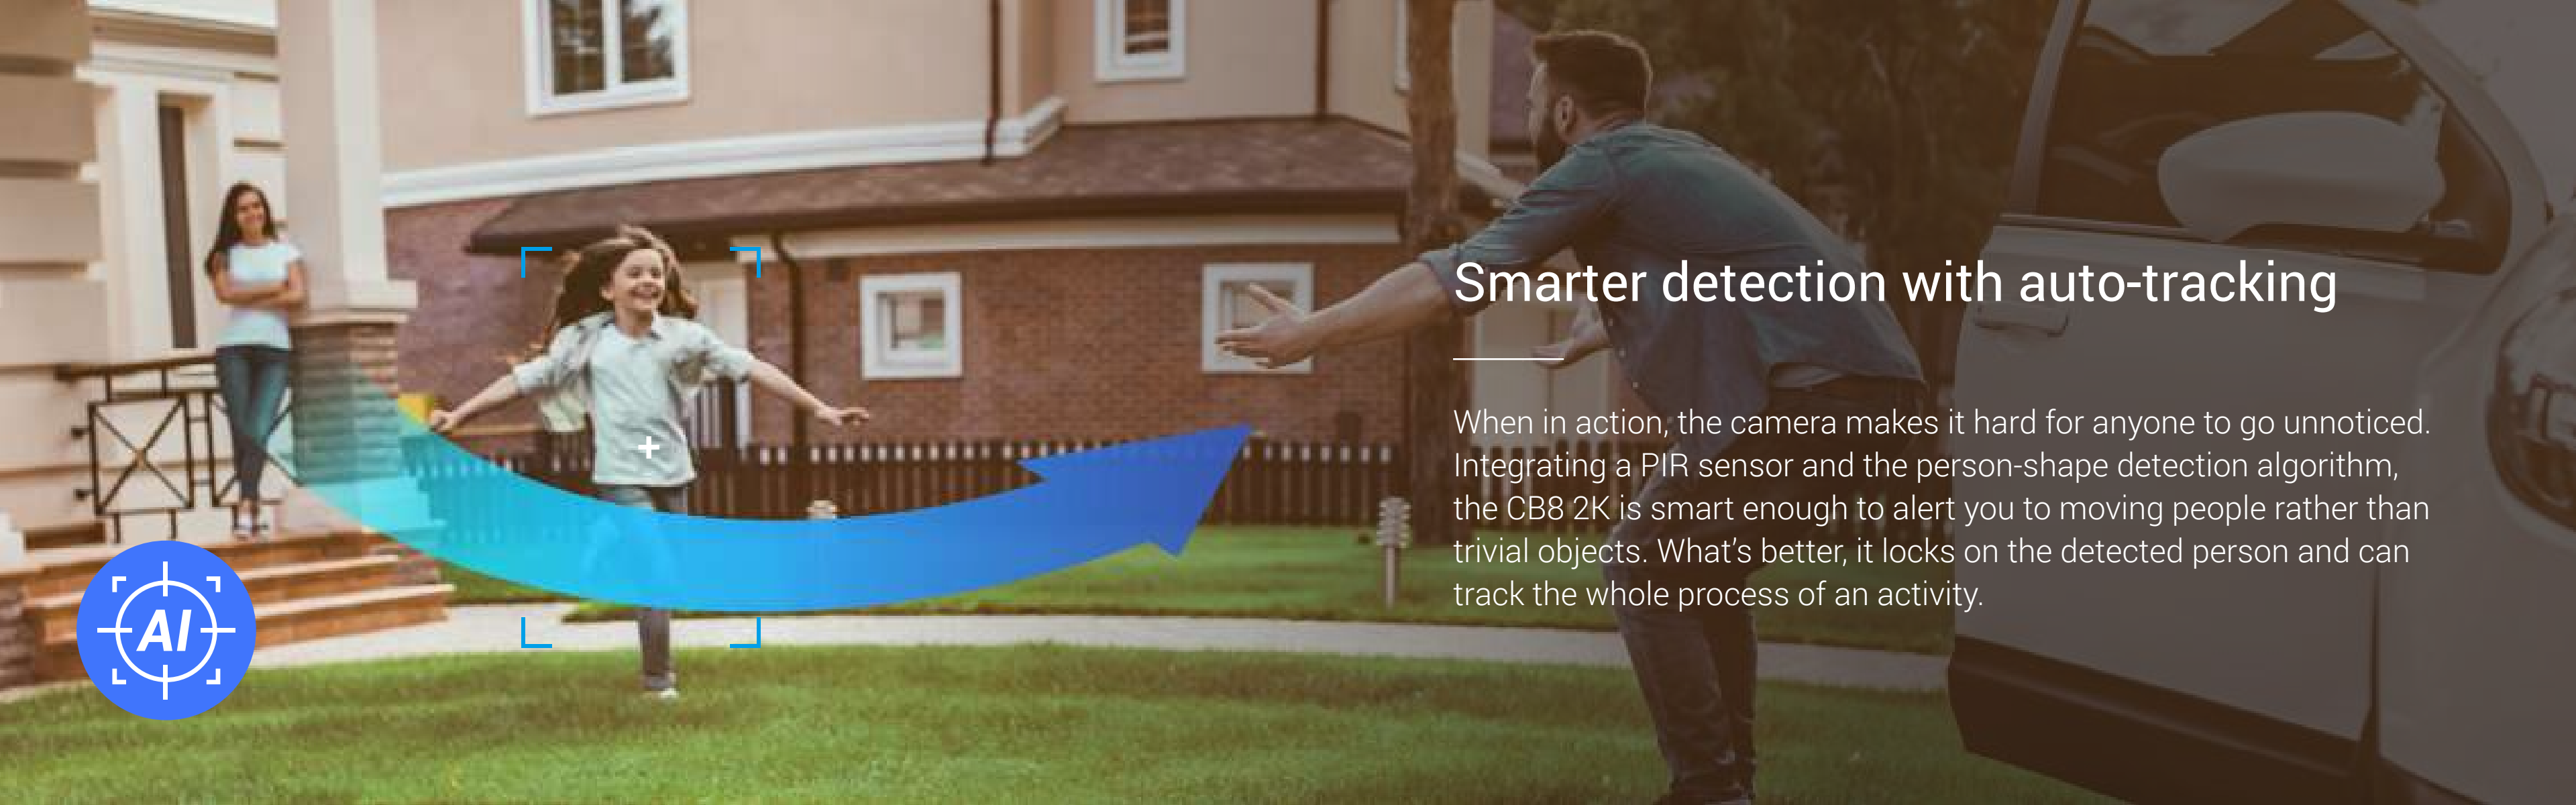 Smarter detection with auto-tracking
When in action, the camera makes it hard for anyone to go unnoticed.
Integrating a PIR sensor and the person-shape detection algorithm,
the CB8 2K is smart enough to alert you to moving people rather than
trivial objects. What’s better, it locks on the detected person and can
track the whole process of an activity.
AI